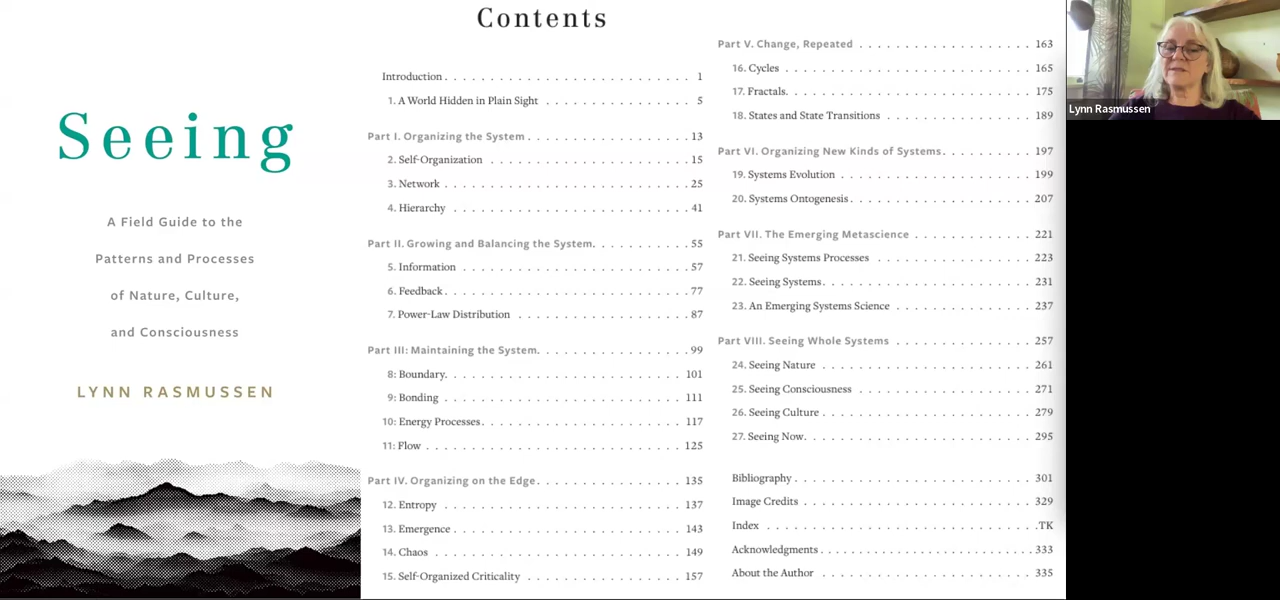 Seeing
A Field Guide to the
Patterns and Processes
of Nature, Culture,
and Consciousness
LYNN RASMUSSEN
Contents
Introduction . . . . . . . . . . . . . . . . . . . . . . . . . . 1
1. A World Hidden in Plain Sight . . . . . . . . . . . . . . . 5
Part I. Organizing the System . . . . . . . . . . . . . . . . . 13
2. Self-Organization . . . . . . . . . . . . . . . . . . . . . 15
3. Network . . . . . . . . . . . . . . . . . . . . . . . . . . 25
4. Hierarchy . . . . . . . . . . . . . . . . . . . . . . . . . 41
Part II. Growing and Balancing the System. . . . . . . . . . . 55
5. Information . . . . . . . . . . . . . . . . . . . . . . . . 57
6. Feedback . . . . . . . . . . . . . . . . . . . . . . . . . 77
7. Power-Law Distribution . . . . . . . . . . . . . . . . . . 87
Part III: Maintaining the System. . . . . . . . . . . . . . . . 99
8: Boundary. . . . . . . . . . . . . . . . . . . . . . . . . . 101
9: Bonding . . . . . . . . . . . . . . . . . . . . . . . . . . 111
10: Energy Processes . . . . . . . . . . . . . . . . . . . . . 117
11: Flow . . . . . . . . . . . . . . . . . . . . . . . . . . . 125
Part IV. Organizing on the Edge . . . . . . . . . . . . . . . . 135
12. Entropy . . . . . . . . . . . . . . . . . . . . . . . . . . 137
13. Emergence . . . . . . . . . . . . . . . . . . . . . . . . . 143
14. Chaos . . . . . . . . . . . . . . . . . . . . . . . . . . . 149
15. Self-Organized Criticality . . . . . . . . . . . . . . . . 157
Part V. Change, Repeated . . . . . . . . . . . . . . . . . . . 163
16. Cycles . . . . . . . . . . . . . . . . . . . . . . . . . . 165
17. Fractals. . . . . . . . . . . . . . . . . . . . . . . . . . 175
18. States and State Transitions . . . . . . . . . . . . . . . 189
Part VI. Organizing New Kinds of Systems . . . . . . . . . . . 197
19. Systems Evolution . . . . . . . . . . . . . . . . . . . . . 199
20. Systems Ontogenesis . . . . . . . . . . . . . . . . . . . . 207
Part VII. The Emerging Metascience . . . . . . . . . . . . . . 221
21. Seeing Systems Processes . . . . . . . . . . . . . . . . . 223
22. Seeing Systems . . . . . . . . . . . . . . . . . . . . . . 231
23. An Emerging Systems Science . . . . . . . . . . . . . . . . 237
Part VIII. Seeing Whole Systems . . . . . . . . . . . . . . . . 257
24. Seeing Nature . . . . . . . . . . . . . . . . . . . . . . . 261
25. Seeing Consciousness . . . . . . . . . . . . . . . . . . . 271
26. Seeing Culture . . . . . . . . . . . . . . . . . . . . . . 279
27. Seeing Now. . . . . . . . . . . . . . . . . . . . . . . . . 295
Bibliography . . . . . . . . . . . . . . . . . . . . . . . . . 301
Image Credits . . . . . . . . . . . . . . . . . . . . . . . . . 329
Index . . . . . . . . . . . . . . . . . . . . . . . . . . . . .TK
Acknowledgments . . . . . . . . . . . . . . . . . . . . . . . . 333
About the Author . . . . . . . . . . . . . . . . . . . . . . . 335
Lynn Rasmussen